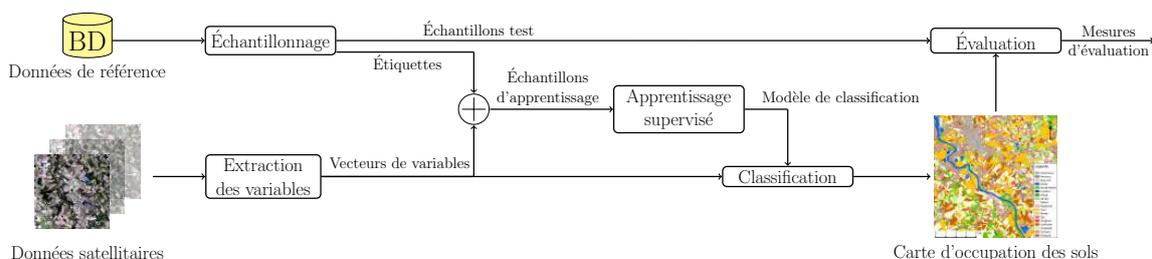 BD
Données de référence
Échantillonnage
Échantillons test
Étiquettes
Échantillons
d'apprentissage
Apprentissage
supervisé
Modèle de classification
Évaluation
Mesures
d'évaluation
Données satellitaires
Extraction
des variables
Vecteurs de variables
Classification
Carte d'occupation des sols